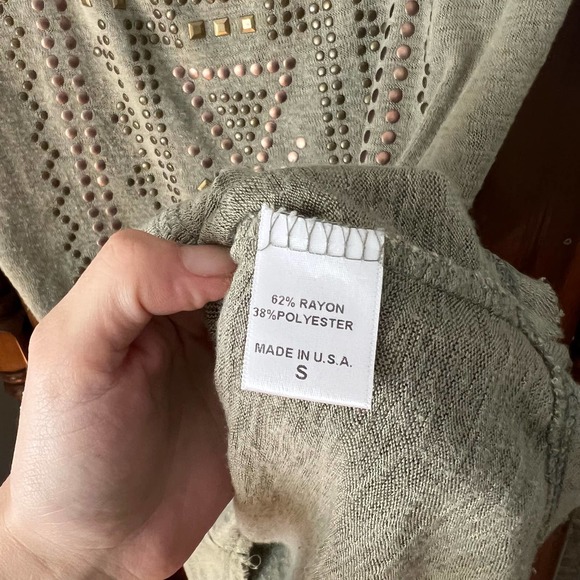 62% RAYON
38%POLYESTER
MADE IN U.S.A.
S